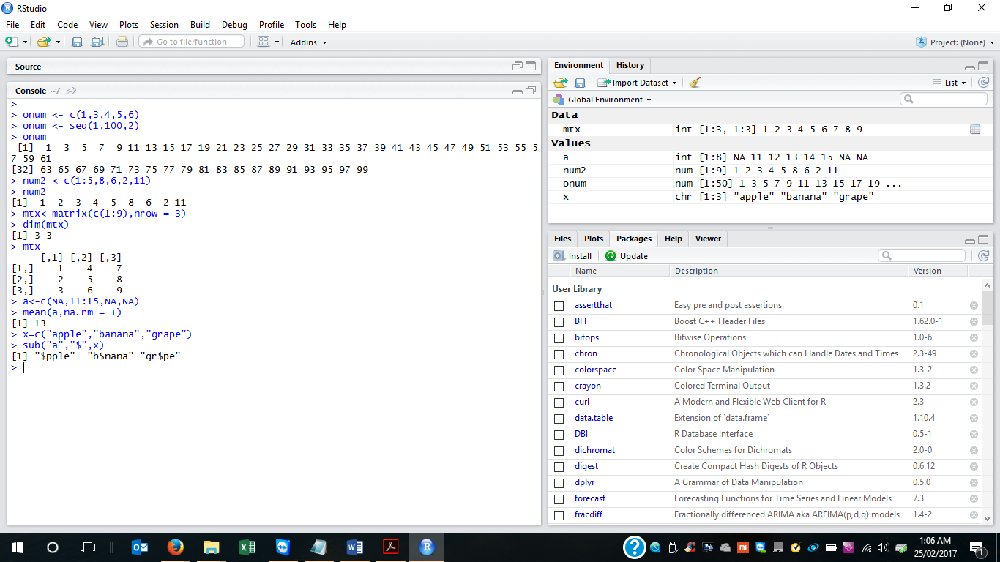 RStudio
File Edit Code View Plots Session Build Debug Profile Tools Help
Go to file/function Addins Project: (None)
Source
Console ~/
>
> onum <- c(1,3,4,5,6)
> onum <- seq(1,100,2)
> onum
[1] 1 3 5 7 9 11 13 15 17 19 21 23 25 27 29 31 33 35 37 39 41 43 45 47 49 51 53 55 5
7 59 61
[32] 63 65 67 69 71 73 75 77 79 81 83 85 87 89 91 93 95 97 99
> num2 <-c(1:5,8,6,2,11)
> num2
[1] 1 2 3 4 5 8 6 2 11
> mtx<-matrix(c(1:9),nrow = 3)
> dim(mtx)
[1] 3 3
> mtx
[,1] [,2] [,3]
[1,] 1 4 7
[2,] 2 5 8
[3,] 3 6 9
> a<-c(NA,11:15,NA,NA)
> mean(a,na.rm = T)
[1] 13
> x=c("apple","banana","grape")
> sub("a","$",x)
[1] "$pple" "b$nana" "gr$pe"
>
Environment History
Import Dataset List
Global Environment
Data
mtx int [1:3, 1:3] 1 2 3 4 5 6 7 8 9
Values
a int [1:8] NA 11 12 13 14 15 NA NA
num2 num [1:9] 1 2 3 4 5 8 6 2 11
onum num [1:50] 1 3 5 7 9 11 13 15 17 19 ...
x chr [1:3] "apple" "banana" "grape"
Files Plots Packages Help Viewer
Install Update
Name Description Version
User Library
assertthat Easy pre and post assertions. 0.1
BH Boost C++ Header Files 1.62.0-1
bitops Bitwise Operations 1.0-6
chron Chronological Objects which can Handle Dates and Times 2.3-49
colorspace Color Space Manipulation 1.3-2
crayon Colored Terminal Output 1.3.2
curl A Modern and Flexible Web Client for R 2.3
data.table Extension of `data.frame` 1.10.4
DBI R Database Interface 0.5-1
dichromat Color Schemes for Dichromats 2.0-0
digest Create Compact Hash Digests of R Objects 0.6.12
dplyr A Grammar of Data Manipulation 0.5.0
forecast Forecasting Functions for Time Series and Linear Models 7.3
fracdiff Fractionally differenced ARIMA aka ARFIMA(p,d,q) models 1.4-2
1:06 AM
25/02/2017
1